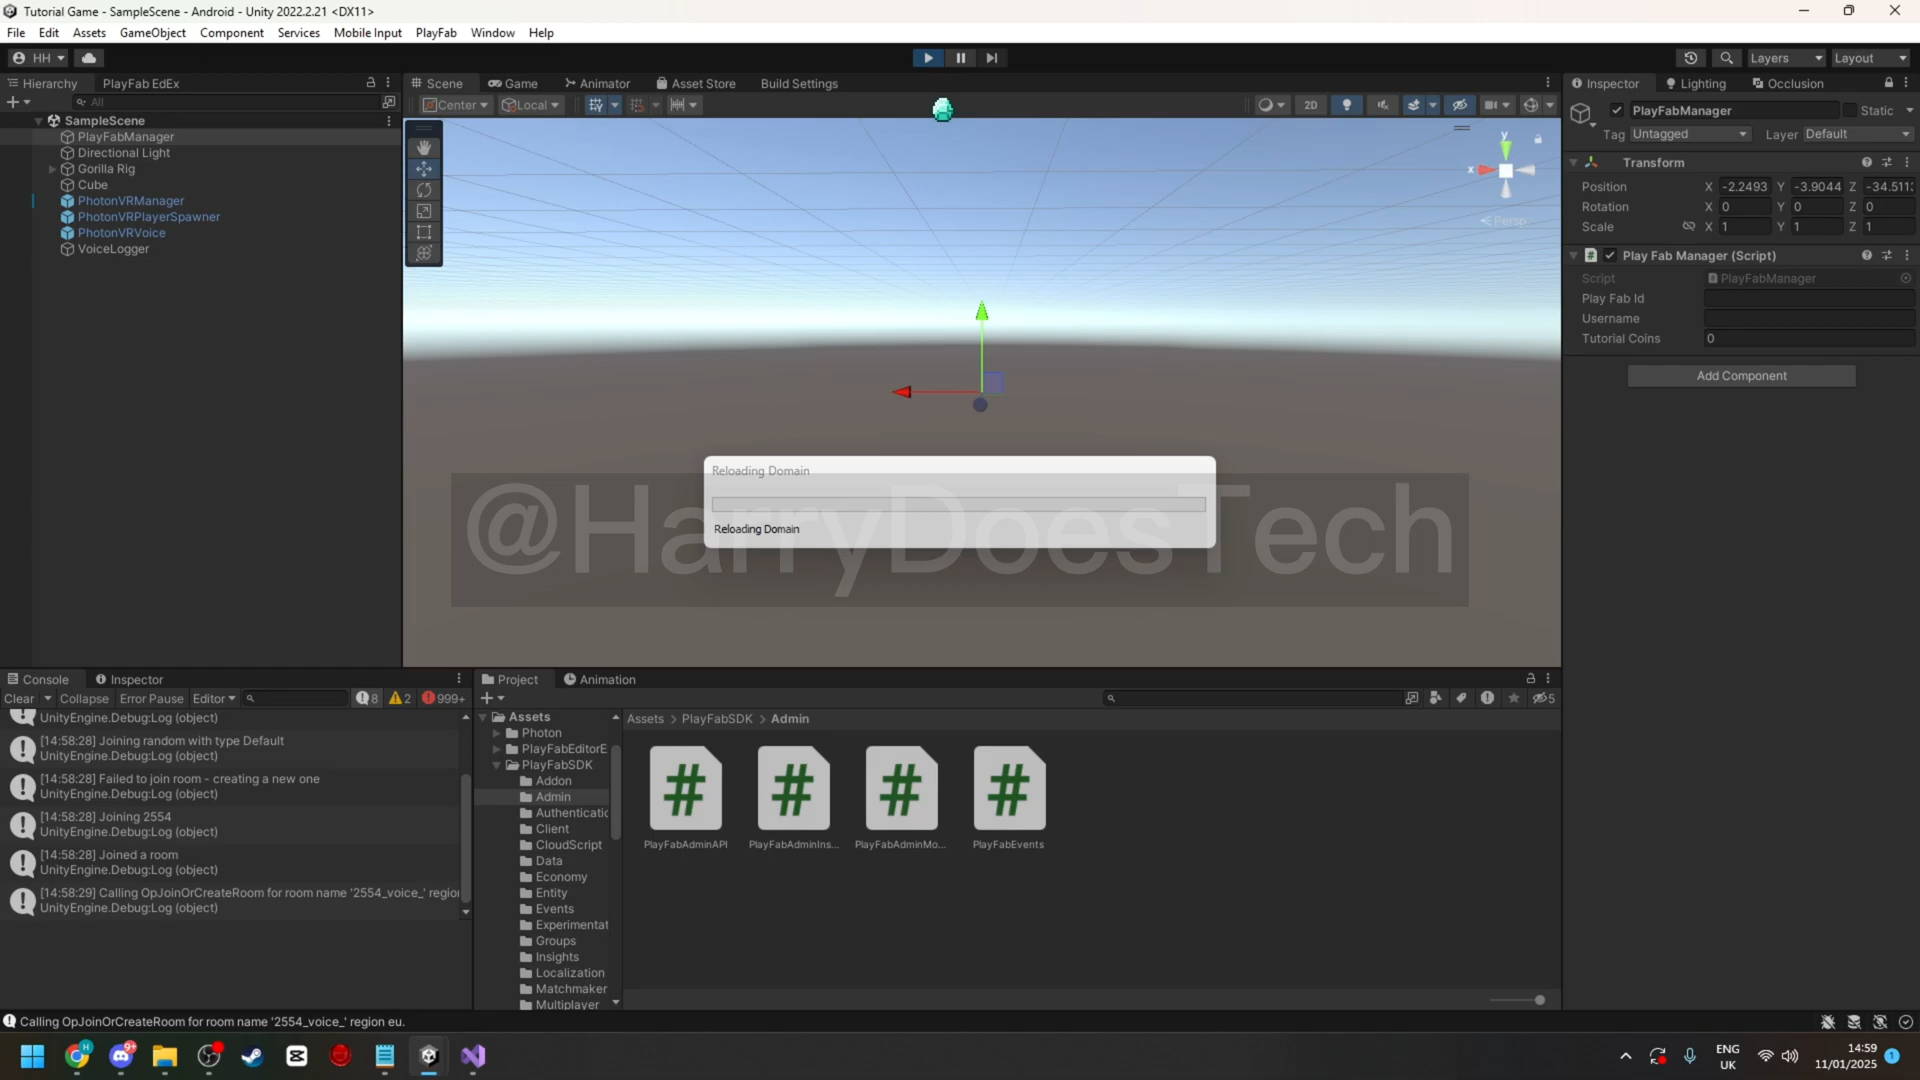 Tutorial Game - SampleScene - Android - Unity 2022.2.21 <DX11>
File Edit Assets GameObject Component Services Mobile Input PlayFab Window Help
HH
Layers Layout
Hierarchy PlayFab EdEx
Scene Game Animator Asset Store Build Settings
Inspector Lighting Occlusion
All
Center Local
2D
SampleScene
PlayFabManager
Directional Light
Gorilla Rig
Cube
PhotonVRManager
PhotonVRPlayerSpawner
PhotonVRVoice
VoiceLogger
y
x
Persp
PlayFabManager Static
Tag Untagged Layer Default
Transform
Position X -2.2493 Y -3.9044 Z -34.511
Rotation X 0 Y 0 Z 0
Scale X 1 Y 1 Z 1
Play Fab Manager (Script)
Script PlayFabManager
Play Fab Id
Username
Tutorial Coins 0
Add Component
Reloading Domain
Reloading Domain
@HarryDoesTech
Console Inspector
Clear Collapse Error Pause Editor 8 2 999+
UnityEngine.Debug:Log (object)
[14:58:28] Joining random with type Default
UnityEngine.Debug:Log (object)
[14:58:28] Failed to join room - creating a new one
UnityEngine.Debug:Log (object)
[14:58:28] Joining 2554
UnityEngine.Debug:Log (object)
[14:58:28] Joined a room
UnityEngine.Debug:Log (object)
[14:58:29] Calling OpJoinOrCreateRoom for room name '2554_voice_' regio
UnityEngine.Debug:Log (object)
Project Animation
5
Assets
Photon
PlayFabEditorE
PlayFabSDK
Addon
Admin
Authenticatio
Client
CloudScript
Data
Economy
Entity
Events
Experimentat
Groups
Insights
Localization
Matchmaker
Multiplayer
Assets > PlayFabSDK > Admin
PlayFabAdminAPI PlayFabAdminIns... PlayFabAdminMo... PlayFabEvents
Calling OpJoinOrCreateRoom for room name '2554_voice_' region eu.
H
9+
ENG
UK
14:59
11/01/2025
1